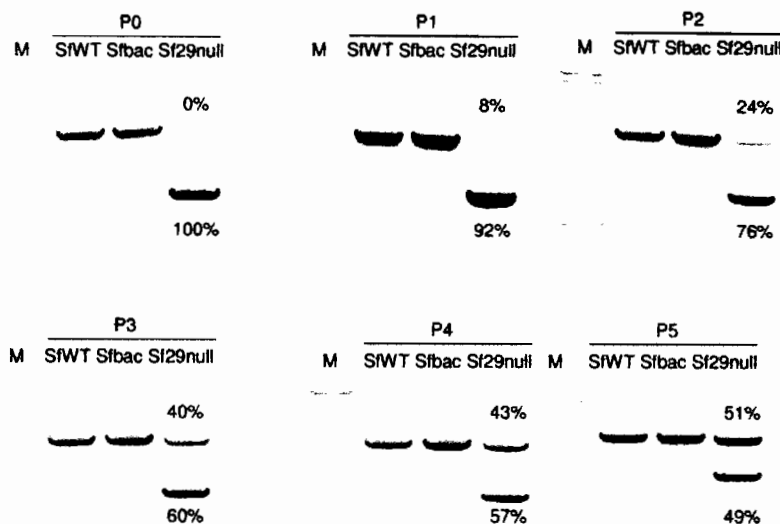 P0
M SfWT Sfbac Sf29null
0%
100%
P1
M SfWT Sfbac Sf29null
8%
92%
P2
M SfWT Sfbac Sf29null
24%
76%
P3
M SfWT Sfbac Sf29null
40%
60%
P4
M SfWT Sfbac Sf29null
43%
57%
P5
M SfWT Sfbac Sf29null
51%
49%